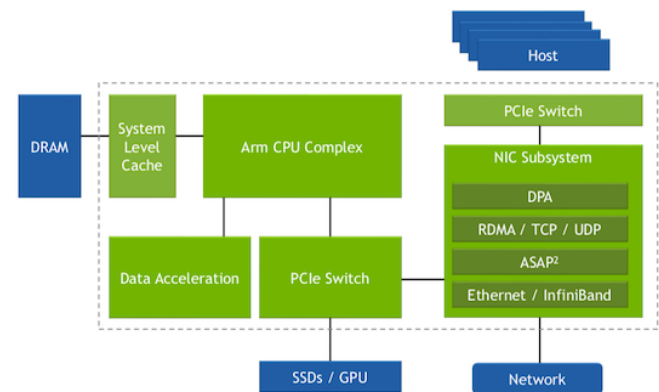 Host
DRAM
System
Level
Cache
Arm CPU Complex
PCIe Switch
NIC Subsystem
DPA
RDMA / TCP / UDP
ASAP²
Ethernet / InfiniBand
Data Acceleration
PCIe Switch
SSDs / GPU
Network